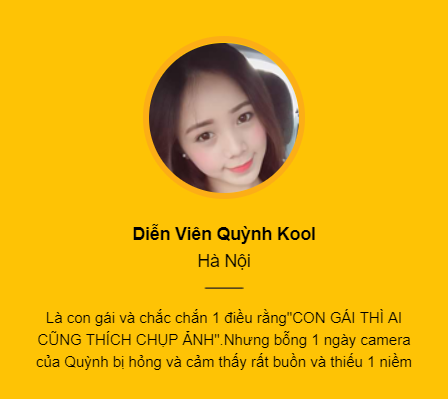 Diễn Viên Quỳnh Kool
Hà Nội
Là con gái và chắc chắn 1 điều rằng"CON GÁI THÌ AI
CŨNG THÍCH CHỤP ẢNH".Nhưng bỗng 1 ngày camera
của Quỳnh bị hỏng và cảm thấy rất buồn và thiếu 1 niềm